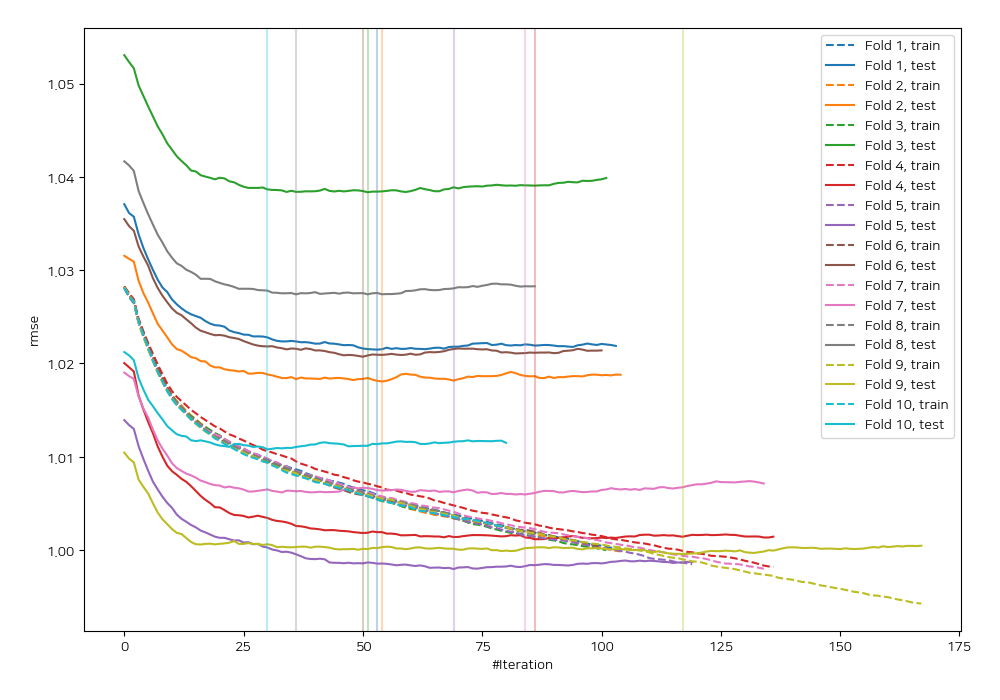 1,05
1,04
1,03
1,02
1,01
1,00
rmse
0
25
50
75
100
125
150
175
#Iteration
Fold 1, train
Fold 1, test
Fold 2, train
Fold 2, test
Fold 3, train
Fold 3, test
Fold 4, train
Fold 4, test
Fold 5, train
Fold 5, test
Fold 6, train
Fold 6, test
Fold 7, train
Fold 7, test
Fold 8, train
Fold 8, test
Fold 9, train
Fold 9, test
Fold 10, train
Fold 10, test